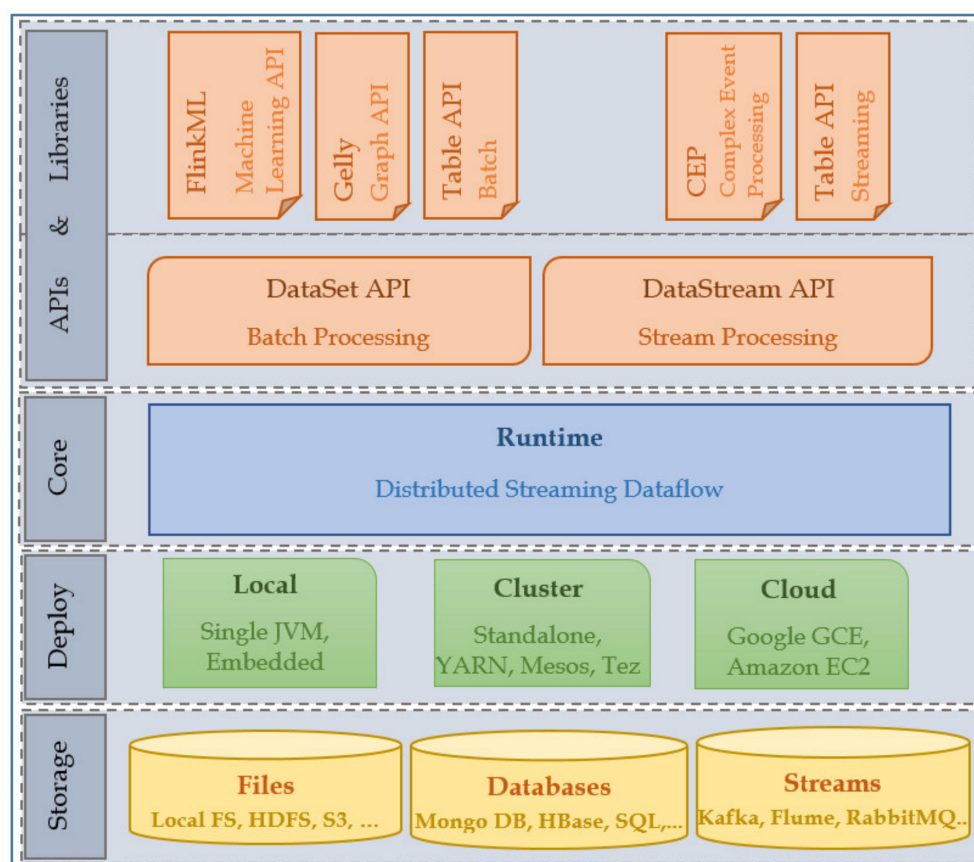 APIs & Libraries
FlinkML
Machine
Learning API
Gelly
Graph API
Table API
Batch
CEP
Complex Event
Processing
Table API
Streaming
DataSet API
Batch Processing
DataStream API
Stream Processing
Core
Runtime
Distributed Streaming Dataflow
Deploy
Local
Single JVM,
Embedded
Cluster
Standalone,
YARN, Mesos, Tez
Cloud
Google GCE,
Amazon EC2
Storage
Files
Local FS, HDFS, S3, ...
Databases
Mongo DB, HBase, SQL,...
Streams
Kafka, Flume, RabbitMQ..